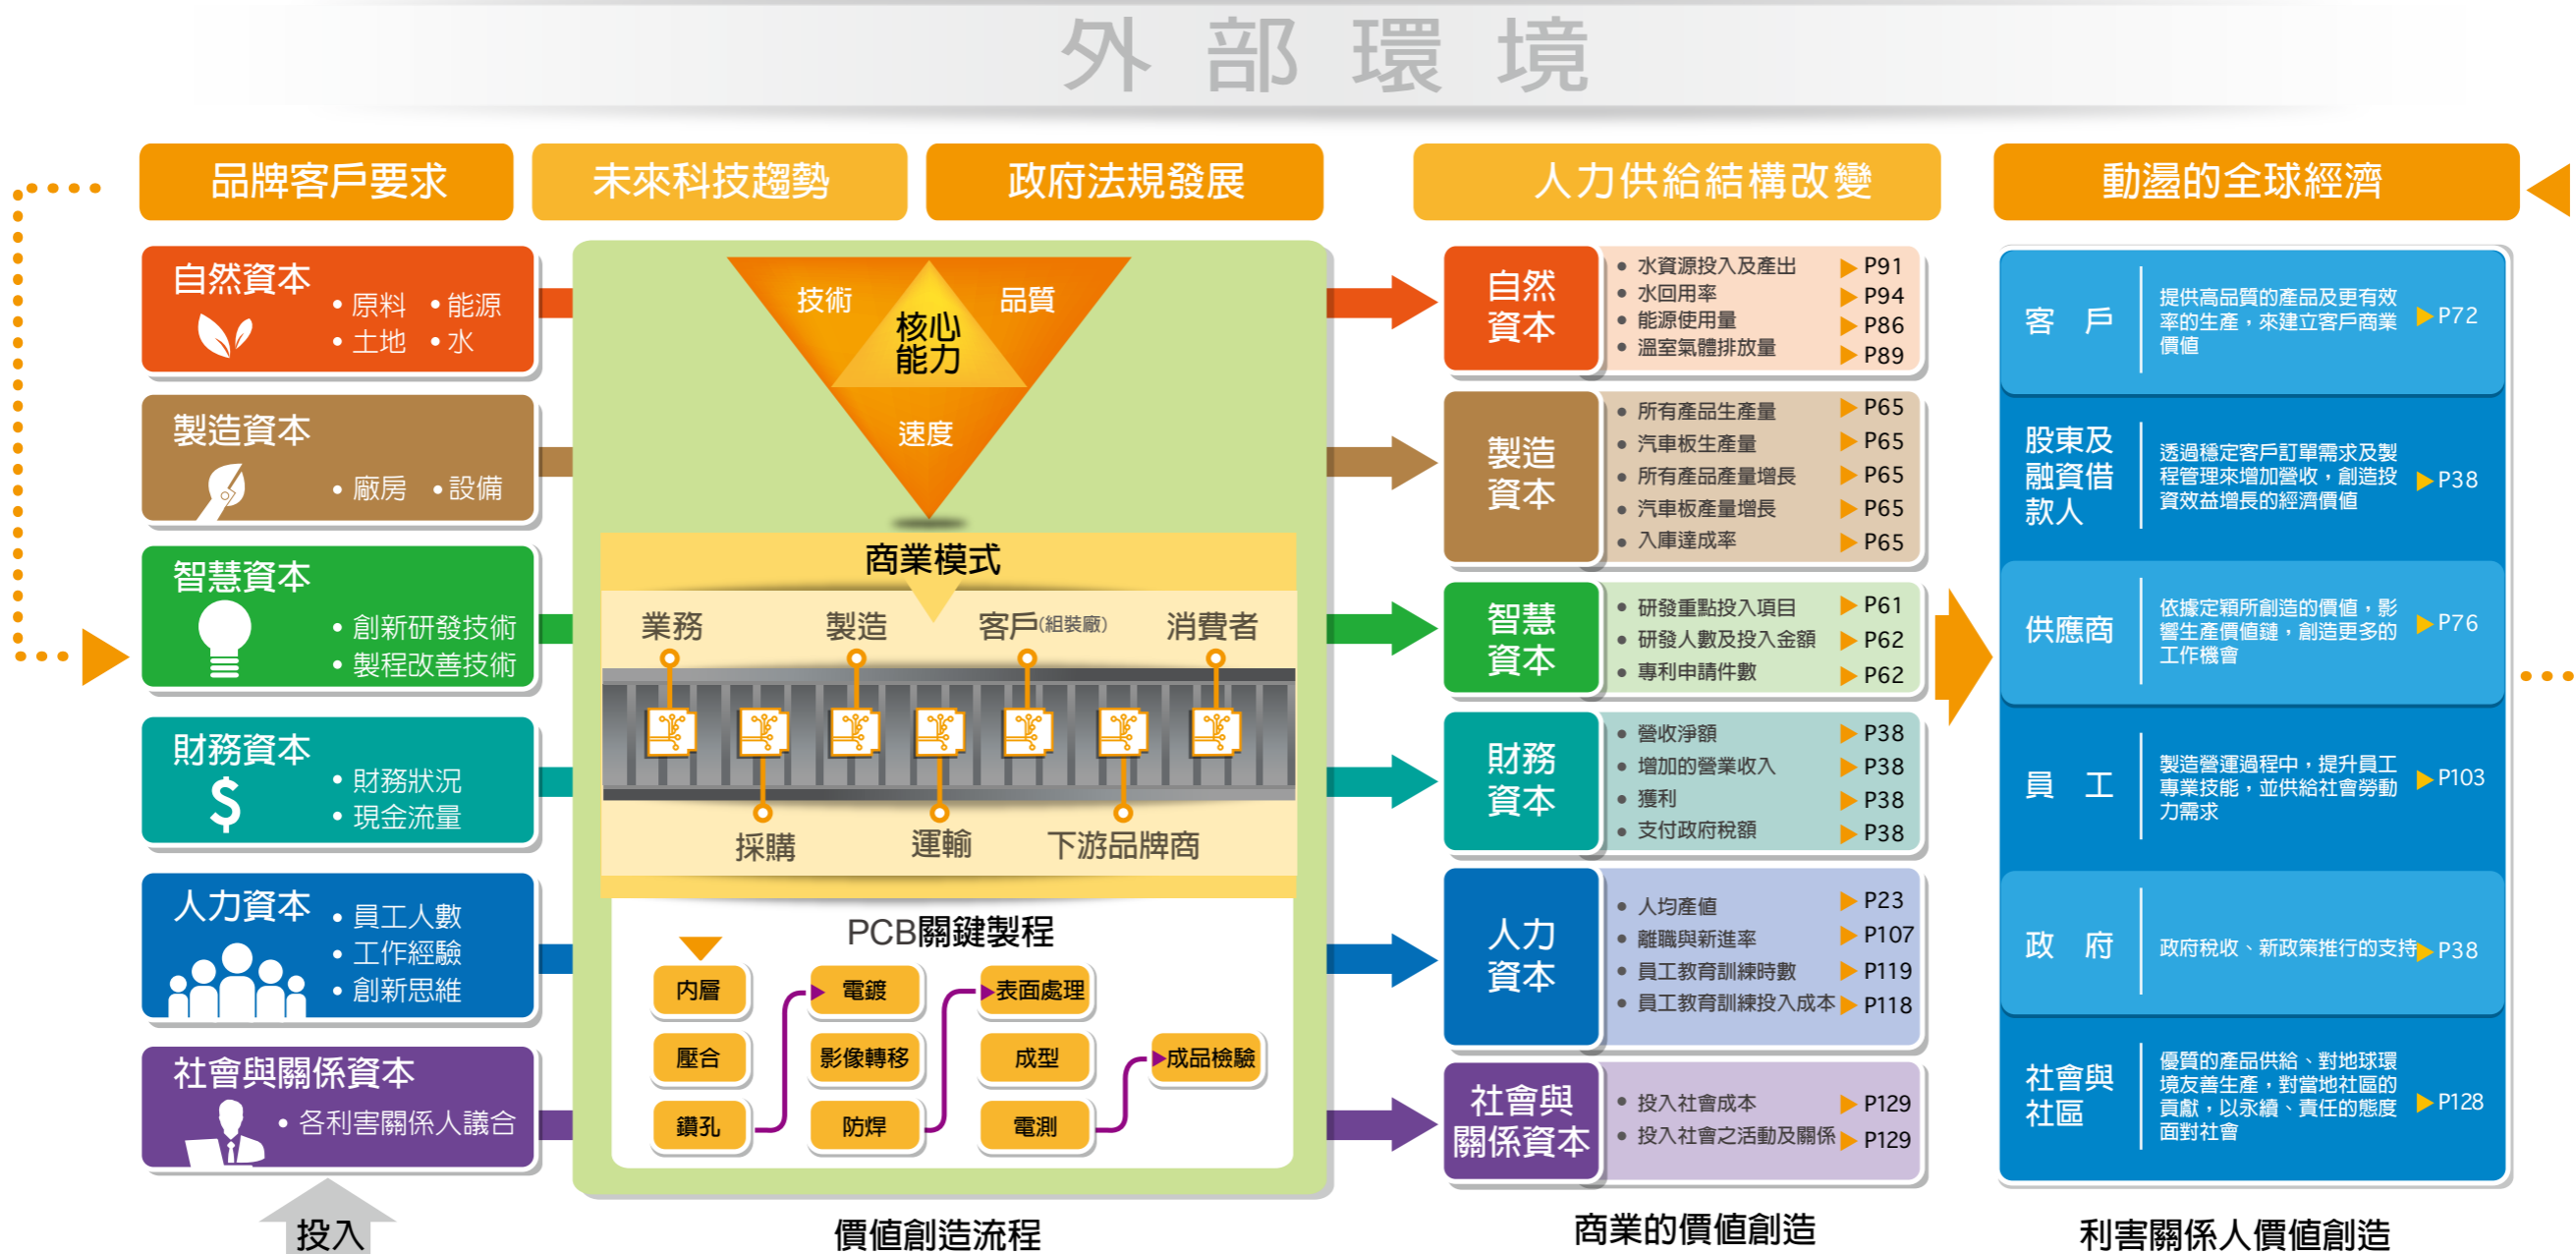 外部環境
品牌客戶要求
未來科技趨勢
政府法規發展
人力供給結構改變
動盪的全球經濟
自然資本
• 原料 • 能源
• 土地 • 水
製造資本
• 廠房 • 設備
智慧資本
• 創新研發技術
• 製程改善技術
財務資本
$
• 財務狀況
• 現金流量
人力資本
• 員工人數
• 工作經驗
• 創新思維
社會與關係資本
• 各利害關係人議合
投入
技術
品質
核心
能力
速度
商業模式
業務
製造
客戶(組裝廠)
消費者
採購
運輸
下游品牌商
PCB關鍵製程
內層
壓合
鑽孔
電鍍
影像轉移
防焊
表面處理
成型
電測
成品檢驗
價值創造流程
自然
資本
• 水資源投入及產出 P91
• 水回用率 P94
• 能源使用量 P86
• 溫室氣體排放量 P89
製造
資本
• 所有產品生產量 P65
• 汽車板生產量 P65
• 所有產品產量增長 P65
• 汽車板產量增長 P65
• 入庫達成率 P65
智慧
資本
• 研發重點投入項目 P61
• 研發人數及投入金額 P62
• 專利申請件數 P62
財務
資本
• 營收淨額 P38
• 增加的營業收入 P38
• 獲利 P38
• 支付政府稅額 P38
人力
資本
• 人均產值 P23
• 離職與新進率 P107
• 員工教育訓練時數 P119
• 員工教育訓練投入成本 P118
社會與
關係資本
• 投入社會成本 P129
• 投入社會之活動及關係 P129
商業的價值創造
客戶
提供高品質的產品及更有效
率的生產，來建立客戶商業
價值
P72
股東及
融資借
款人
透過穩定客戶訂單需求及製
程管理來增加營收，創造投
資效益增長的經濟價值
P38
供應商
依據定穎所創造的價值，影
響生產價值鏈，創造更多的
工作機會
P76
員工
製造營運過程中，提升員工
專業技能，並供給社會勞動
力需求
P103
政府
政府稅收、新政策推行的支持
P38
社會與
社區
優質的產品供給、對地球環
境友善生產，對當地社區的
貢獻，以永續、責任的態度
面對社會
P128
利害關係人價值創造